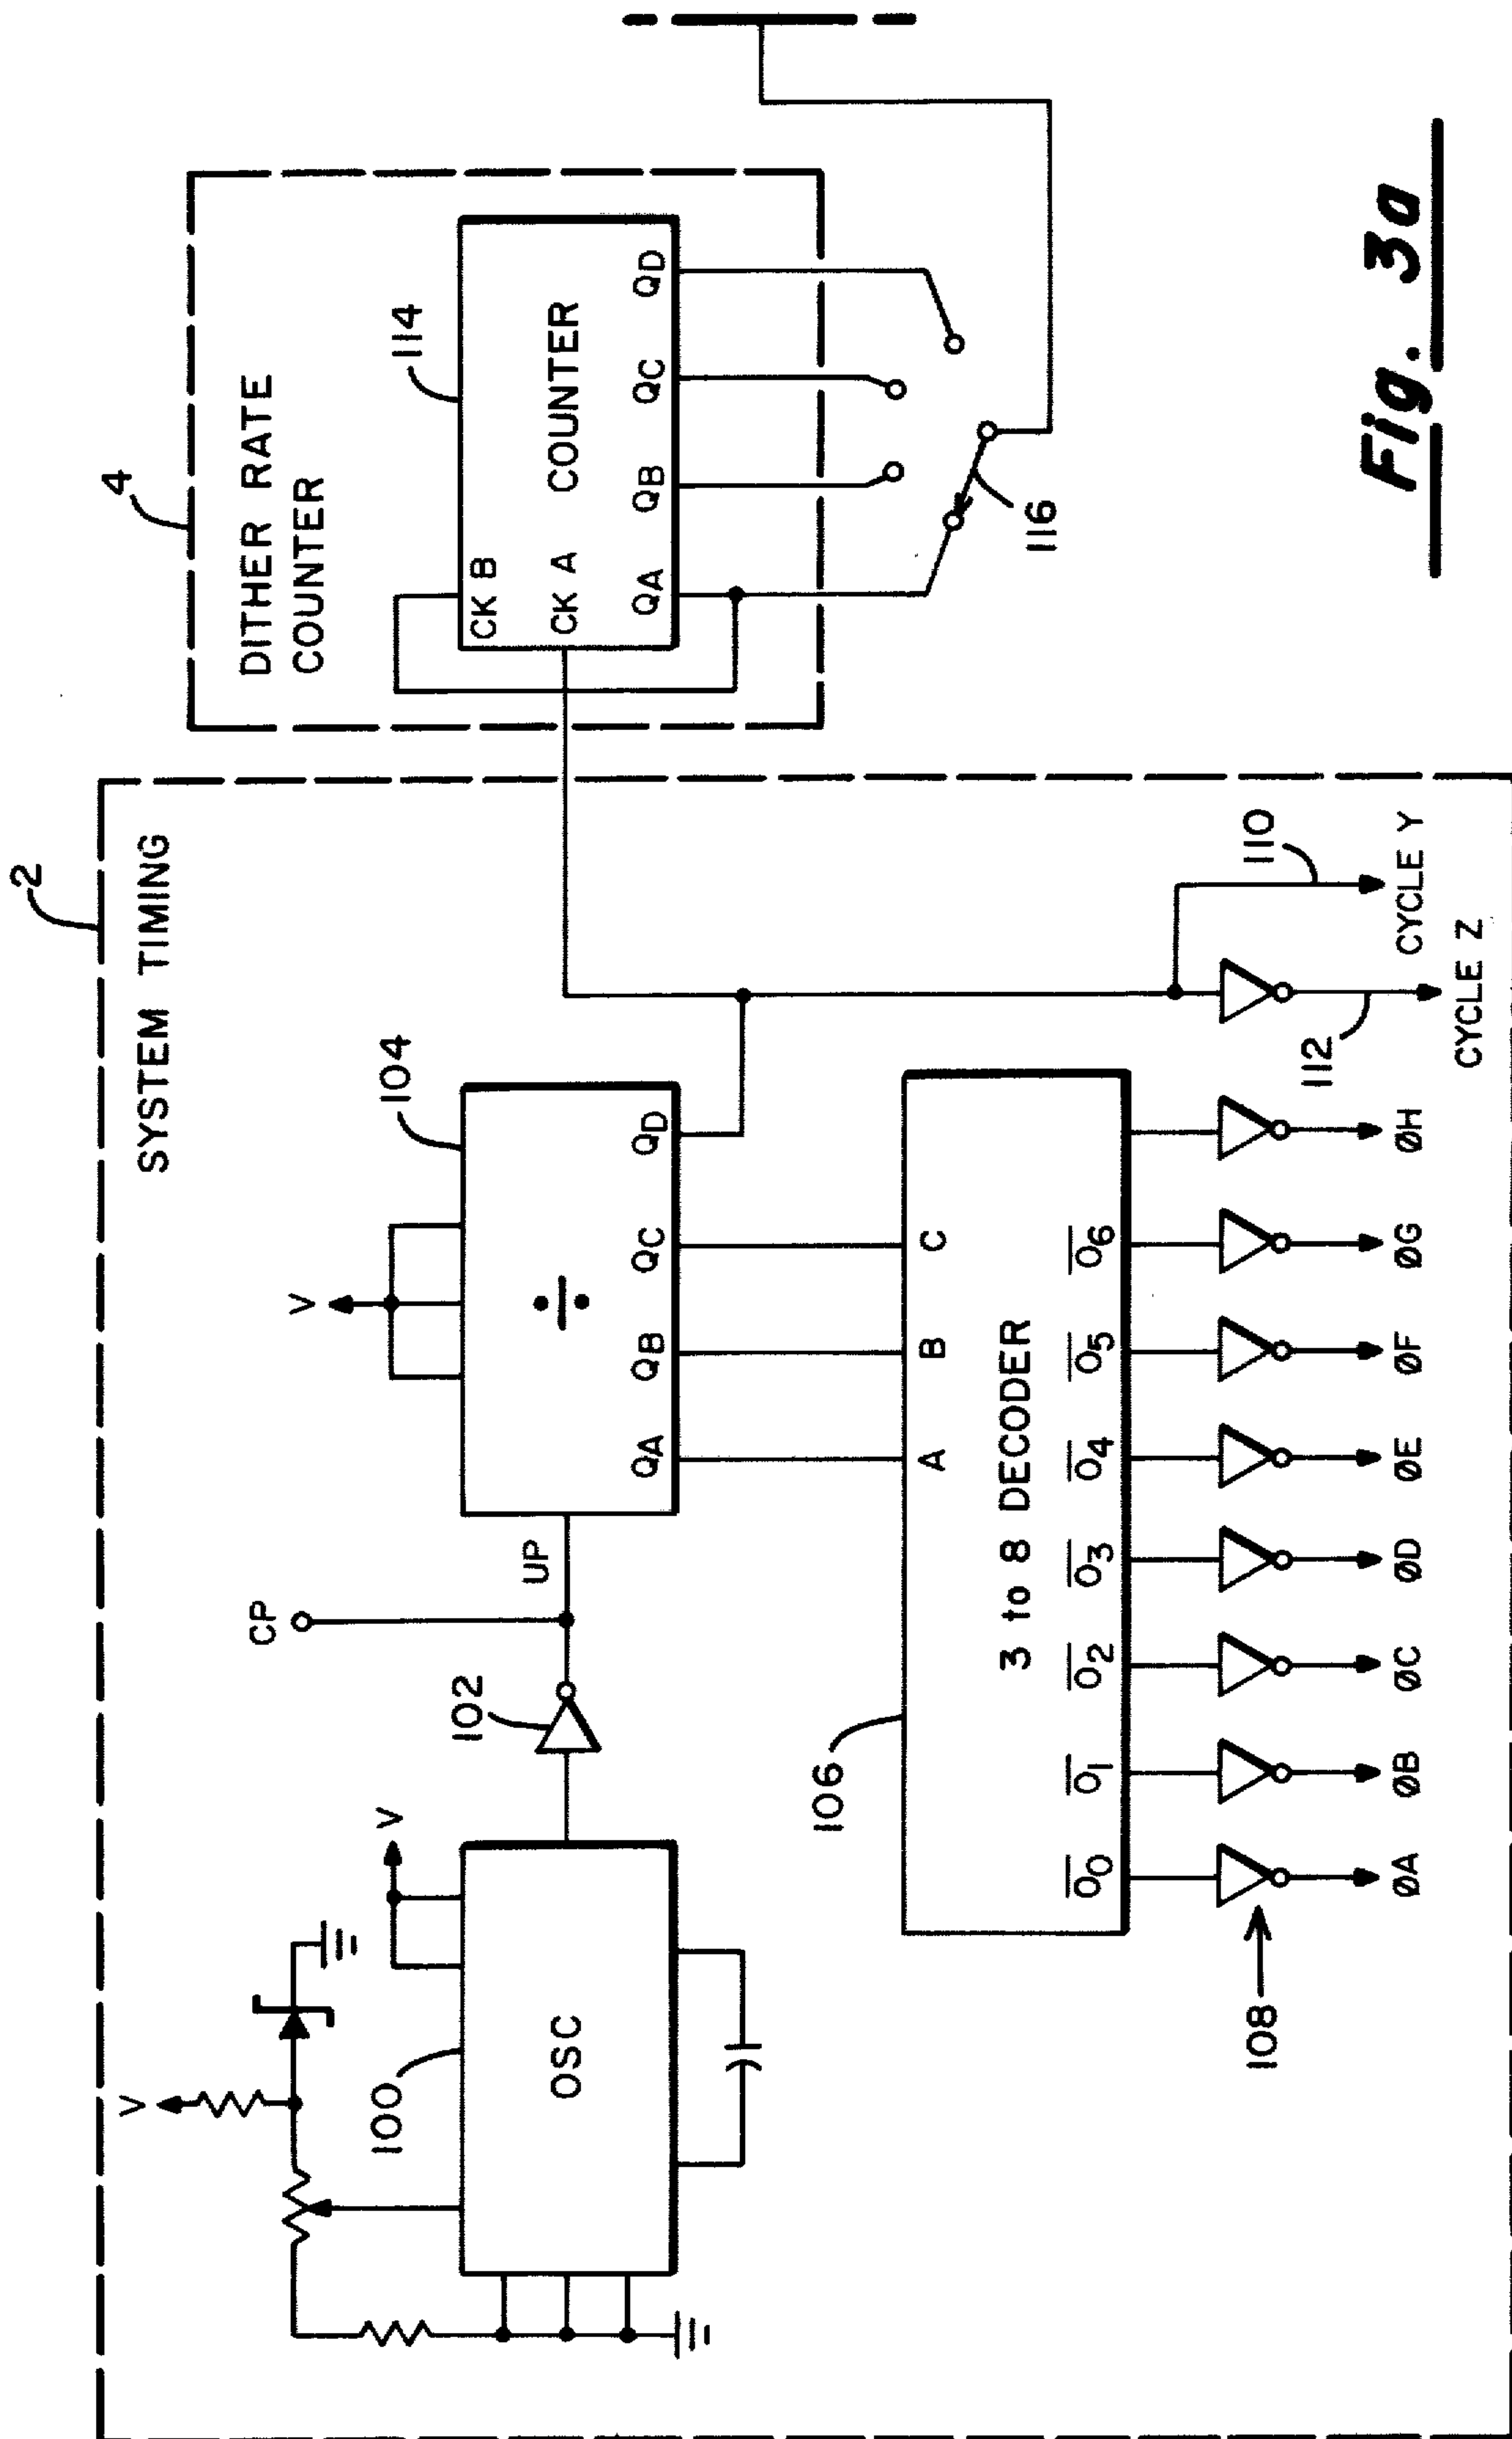 2
SYSTEM TIMING
V
V
100
OSC
102
CP
UP
V
104
÷
QA QB QC QD
106
A B C
3 to 8 DECODER
O0 O1 O2 O3 O4 O5 O6
108
ØA ØB ØC ØD ØE ØF ØG ØH
112
110
CYCLE Z
CYCLE Y
4
DITHER RATE
COUNTER
114
CK B
CK A COUNTER
QA QB QC QD
116
Fig. 3a